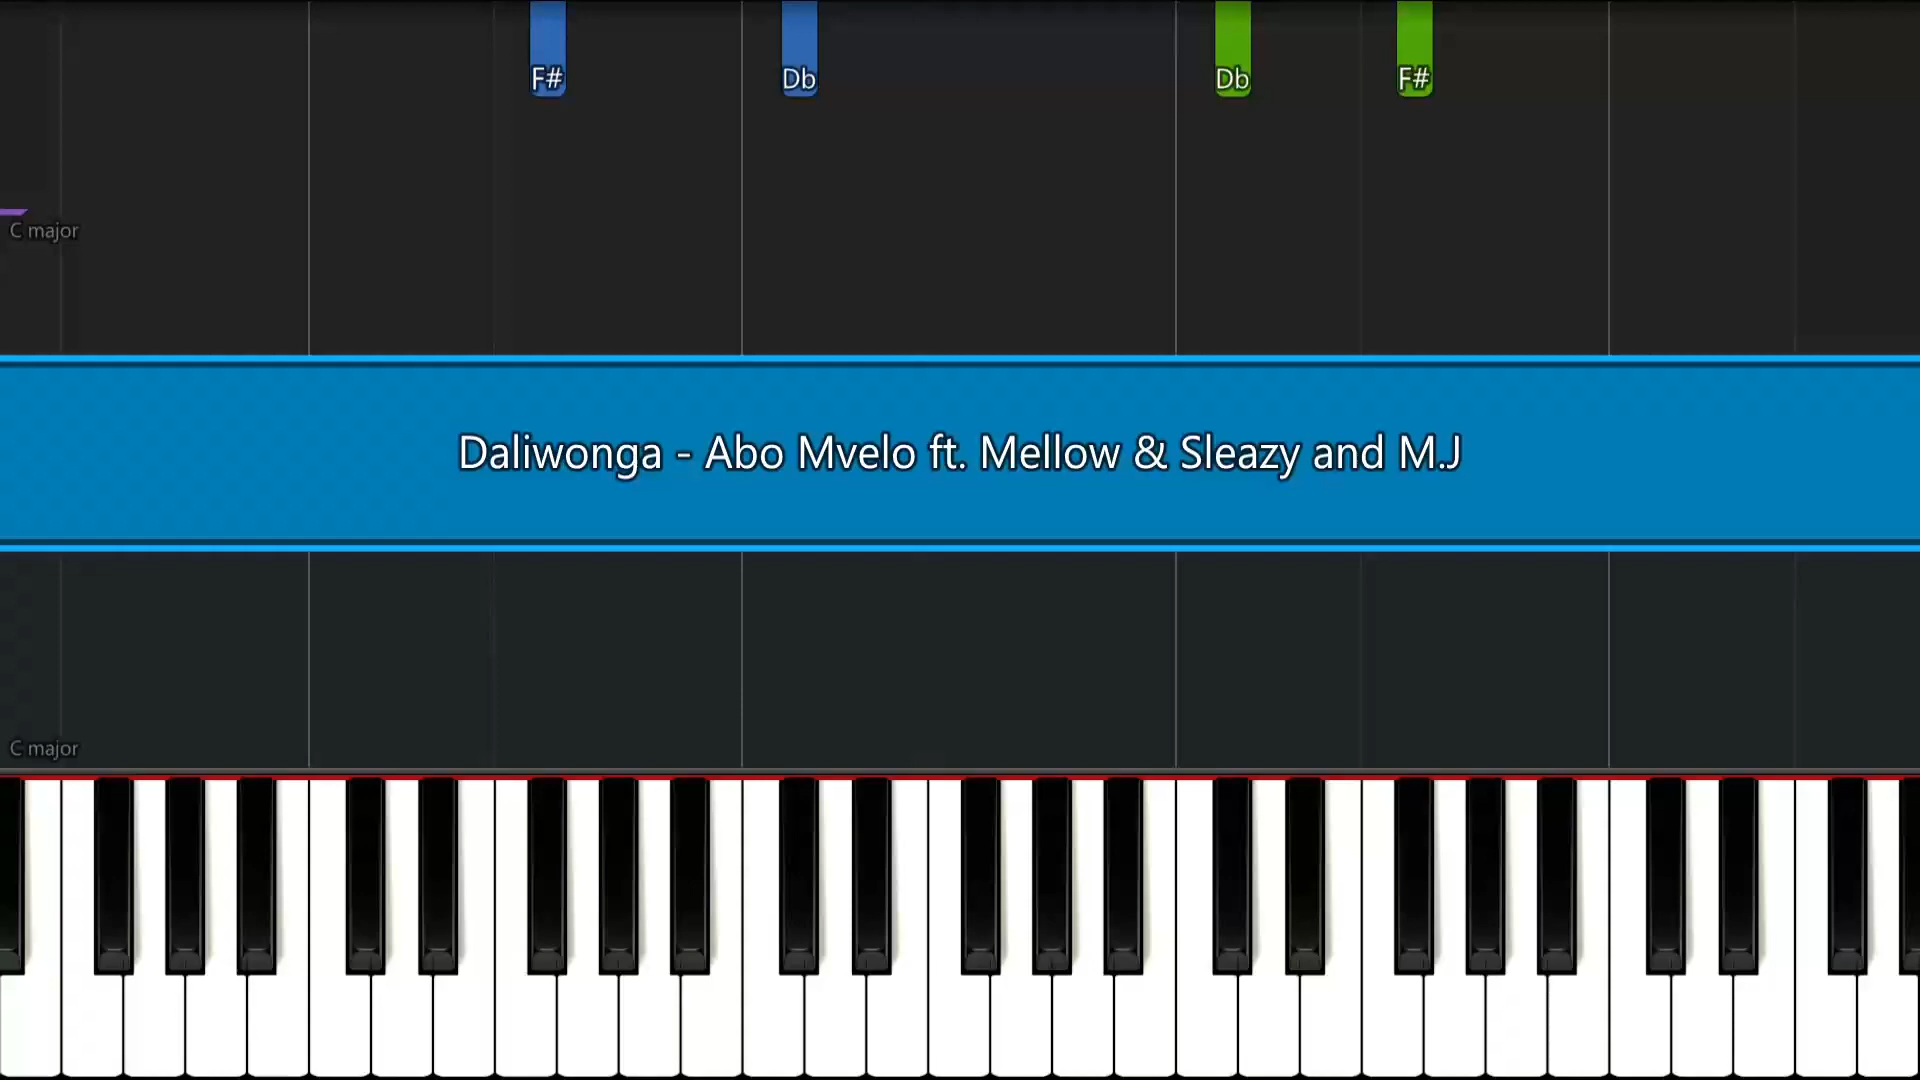 F#
Db
Db
F#
C major
Daliwonga - Abo Mvelo ft. Mellow & Sleazy and M.J
C major